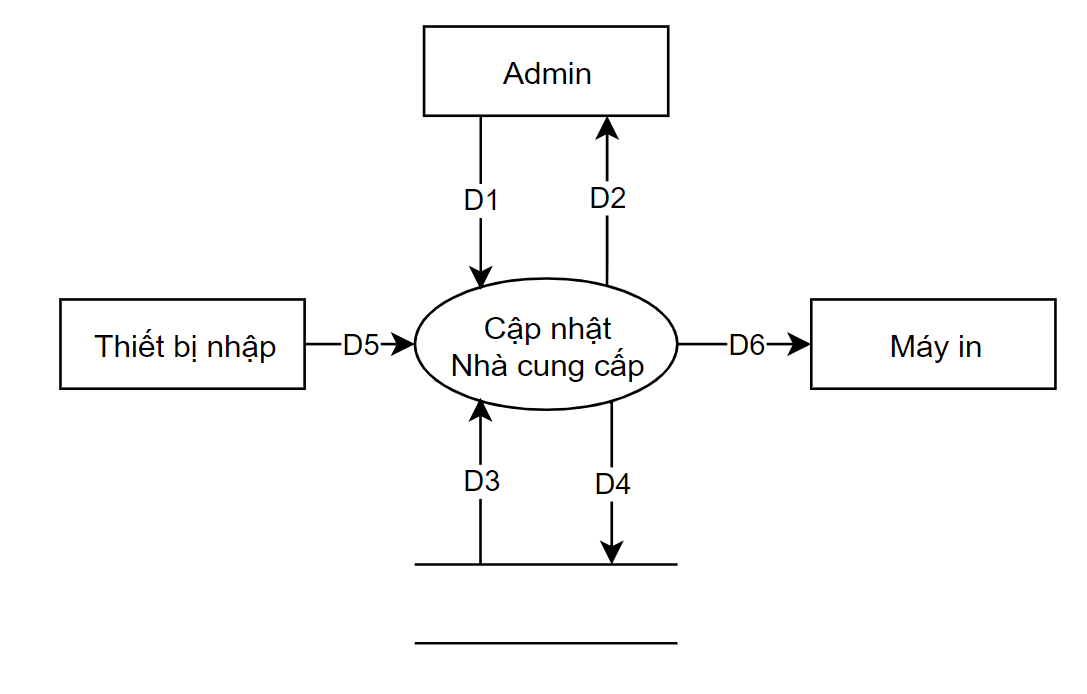 Admin
D1
D2
Thiết bị nhập
D5
Cập nhật
Nhà cung cấp
D6
Máy in
D3
D4